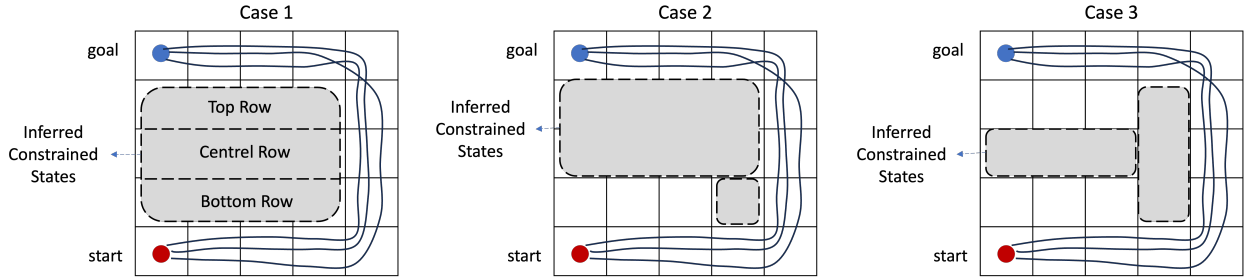 Case 1
goal
Top Row
Inferred
Constrained
States
Centrel Row
Bottom Row
start
Case 2
goal
Inferred
Constrained
States
start
Case 3
goal
Inferred
Constrained
States
start